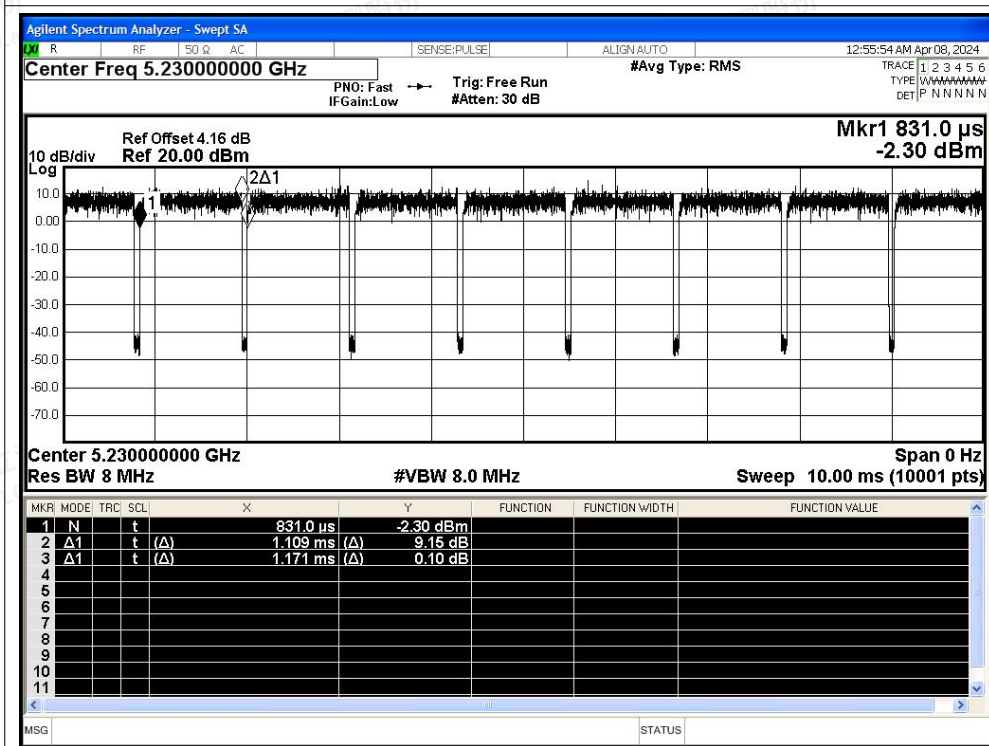 Agilent Spectrum Analyzer - Swept SA
LXI R RF 50 Ω AC SENSE:PULSE ALIGN AUTO 12:55:54 AM Apr 08, 2024
Center Freq 5.230000000 GHz
#Avg Type: RMS
TRACE 1 2 3 4 5 6
PNO: Fast Trig: Free Run
TYPE WWWWWWW
IFGain:Low #Atten: 30 dB
DET P N N N N N
Mkr1 831.0 µs
Ref Offset 4.16 dB
10 dB/div Ref 20.00 dBm
-2.30 dBm
Log
2Δ1
10.0
1
0.00
-10.0
-20.0
-30.0
-40.0
-50.0
-60.0
-70.0
Center 5.230000000 GHz Span 0 Hz
Res BW 8 MHz #VBW 8.0 MHz Sweep 10.00 ms (10001 pts)
MKR MODE TRC SCL X Y FUNCTION FUNCTION WIDTH FUNCTION VALUE
1 N t 831.0 µs -2.30 dBm
2 Δ1 t (Δ) 1.109 ms (Δ) 9.15 dB
3 Δ1 t (Δ) 1.171 ms (Δ) 0.10 dB
4
5
6
7
8
9
10
11
MSG STATUS